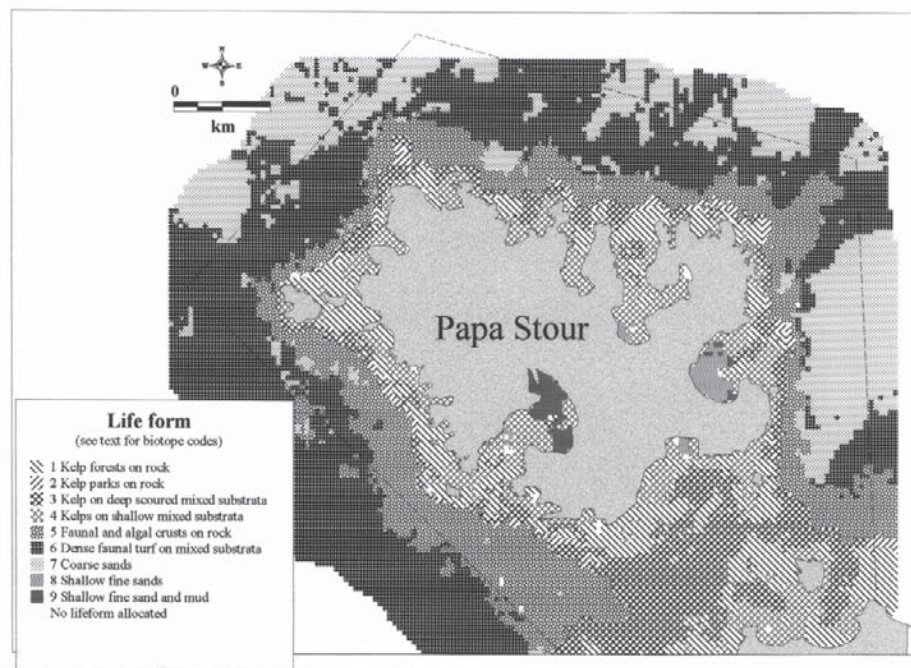 N
W E
S
0 1
km
Papa Stour
Life form
(see text for biotope codes)
1 Kelp forests on rock
2 Kelp parks on rock
3 Kelp on deep scoured mixed substrata
4 Kelps on shallow mixed substrata
5 Faunal and algal crusts on rock
6 Dense faunal turf on mixed substrata
7 Coarse sands
8 Shallow fine sands
9 Shallow fine sand and mud
No lifeform allocated